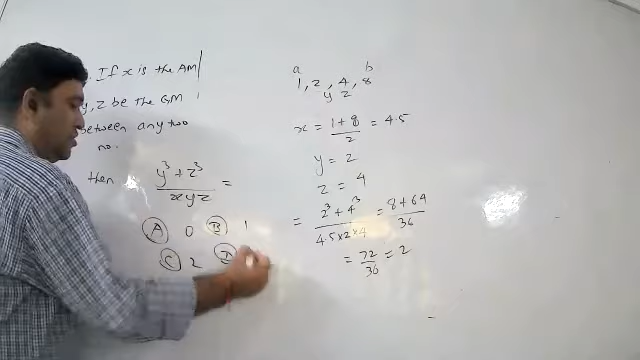 If x is the AM
y, z be the GM
between any two
no.
then y³ + z³ / xyz =
(A) 0 (B) 1
(C) 2 (D)
a b
1, 2, 4, 8
y z
x = 1 + 8 / 2 = 4.5
y = 2
z = 4
= 2³ + 4³ / 4.5 x 2 x 4 = 8 + 64 / 36
= 72 / 36 = 2